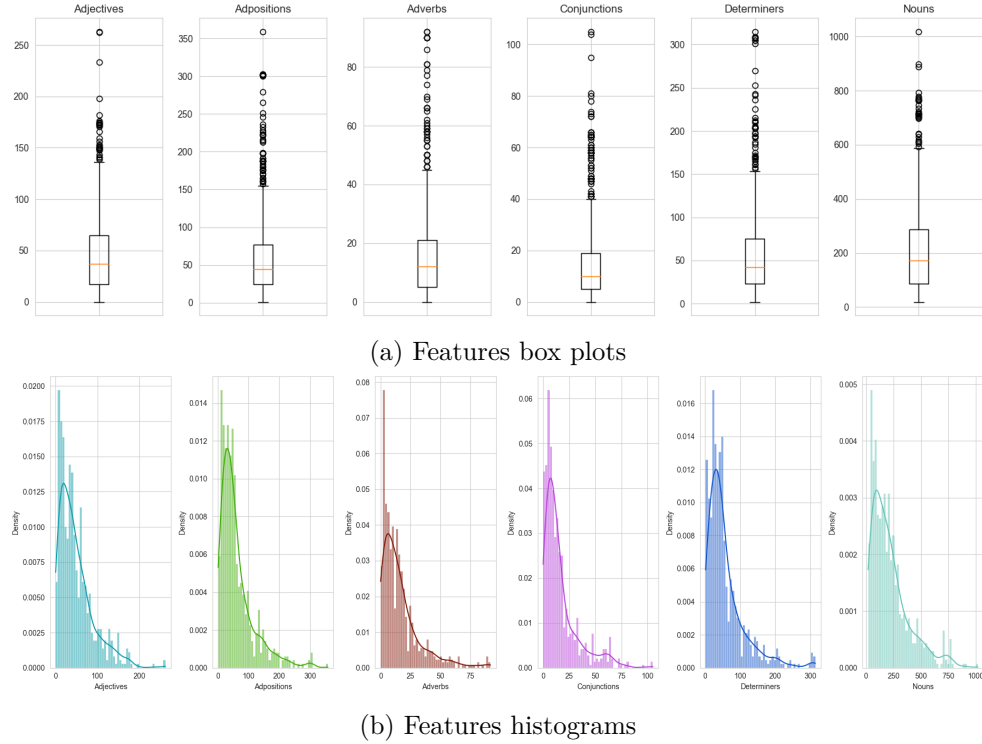 Adjectives Adpositions Adverbs Conjunctions Determiners Nouns
250 200 150 100 50 0
350 300 250 200 150 100 50 0
80 60 40 20 0
100 80 60 40 20 0
300 250 200 150 100 50 0
1000 800 600 400 200 0
(a) Features box plots
0.0200 0.0175 0.0150 0.0125 0.0100 0.0075 0.0050 0.0025 0.0000
Density
0 100 200
Adjectives
0.014 0.012 0.010 0.008 0.006 0.004 0.002 0.000
Density
0 100 200 300
Adpositions
0.08 0.07 0.06 0.05 0.04 0.03 0.02 0.01 0.00
Density
0 25 50 75
Adverbs
0.06 0.05 0.04 0.03 0.02 0.01 0.00
Density
0 25 50 75 100
Conjunctions
0.016 0.014 0.012 0.010 0.008 0.006 0.004 0.002 0.000
Density
0 100 200 300
Determiners
0.005 0.004 0.003 0.002 0.001 0.000
Density
0 250 500 750 1000
Nouns
(b) Features histograms